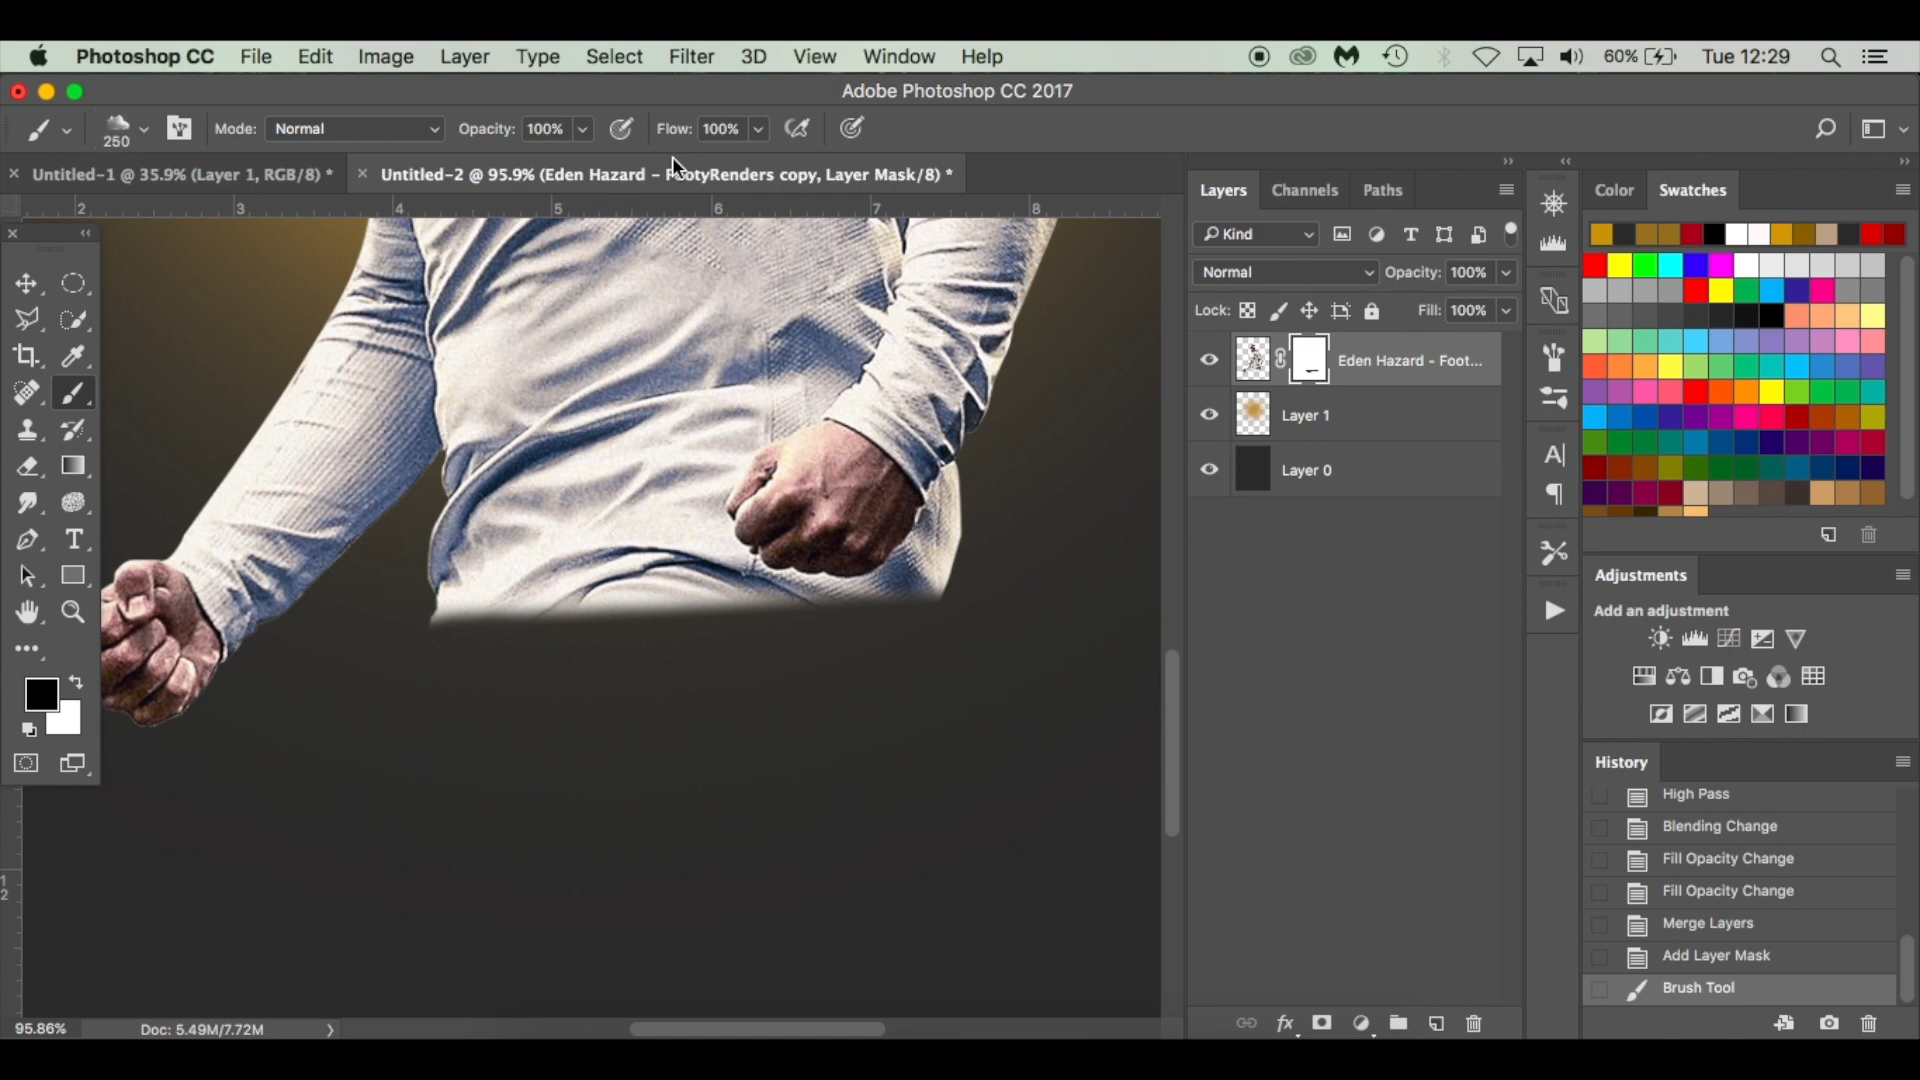 Photoshop CC File Edit Image Layer Type Select Filter 3D View Window Help 60% Tue 12:29
Adobe Photoshop CC 2017
250 Mode: Normal Opacity: 100% Flow: 100%
Untitled-1 @ 35.9% (Layer 1, RGB/8) *
Untitled-2 @ 95.9% (Eden Hazard - FootyRenders copy, Layer Mask/8) *
2 3 4 5 6 7 8
Layers Channels Paths
Kind
Normal Opacity: 100%
Lock: Fill: 100%
Eden Hazard - Foot...
Layer 1
Layer 0
fx
Color Swatches
Adjustments
Add an adjustment
History
High Pass
Blending Change
Fill Opacity Change
Fill Opacity Change
Merge Layers
Add Layer Mask
Brush Tool
1
2
95.86% Doc: 5.49M/7.72M